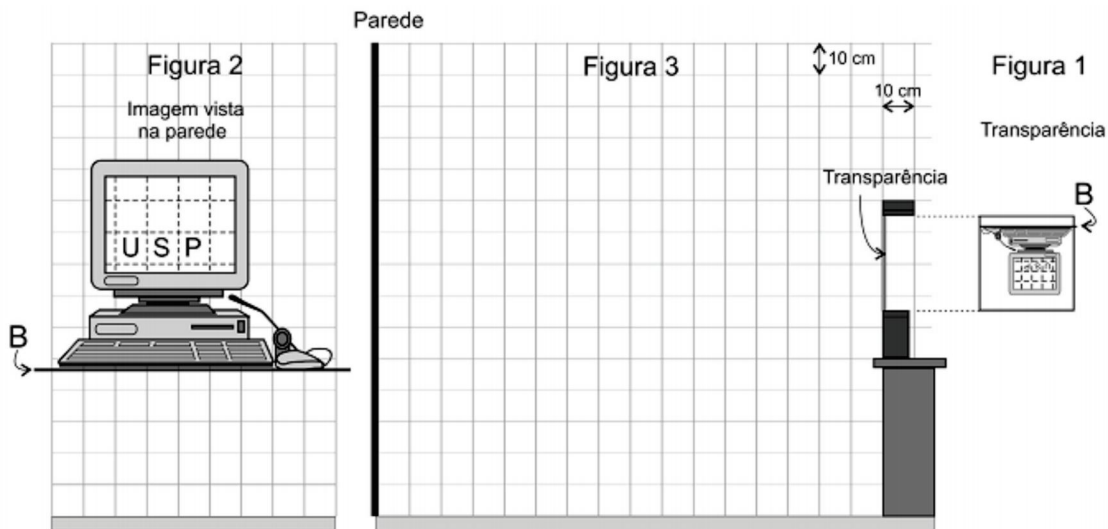 Parede
Figura 2
Imagem vista
na parede
U S P
B
Figura 3
10 cm
10 cm
Transparência
Figura 1
Transparência
B